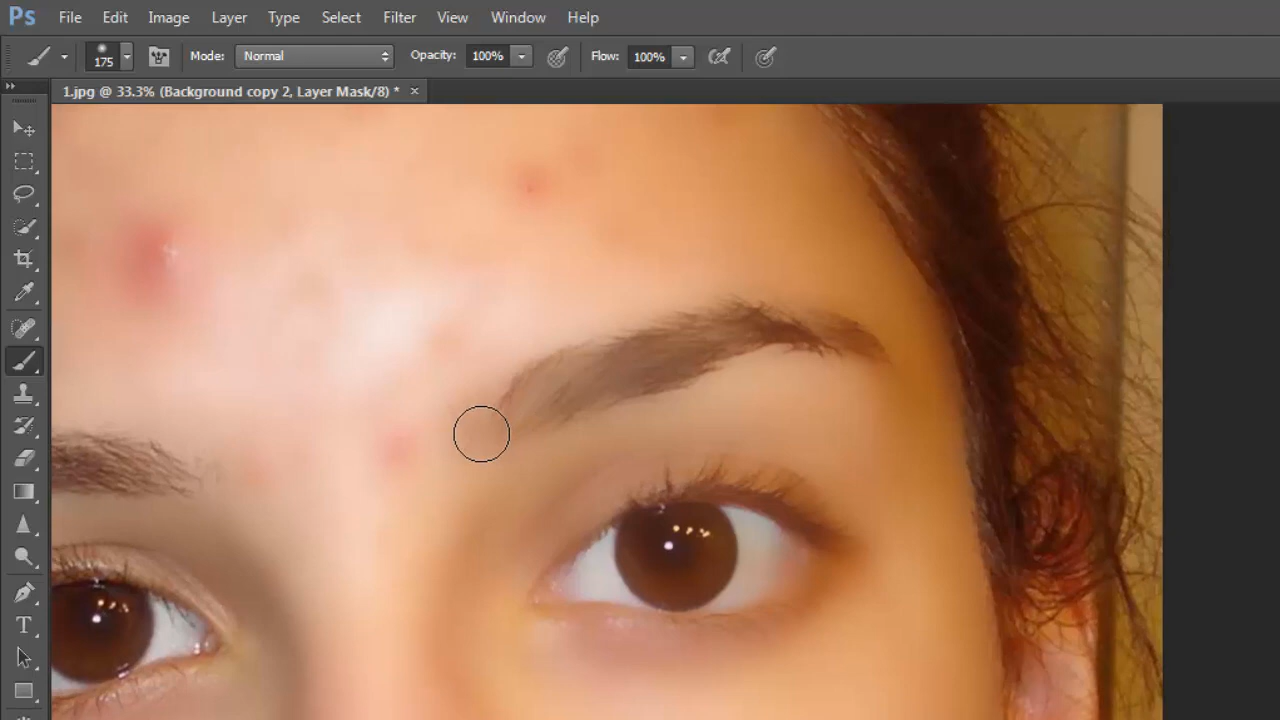 Ps File Edit Image Layer Type Select Filter View Window Help
175 Mode: Normal Opacity: 100% Flow: 100%
1.jpg @ 33.3% (Background copy 2, Layer Mask/8) * ×
T